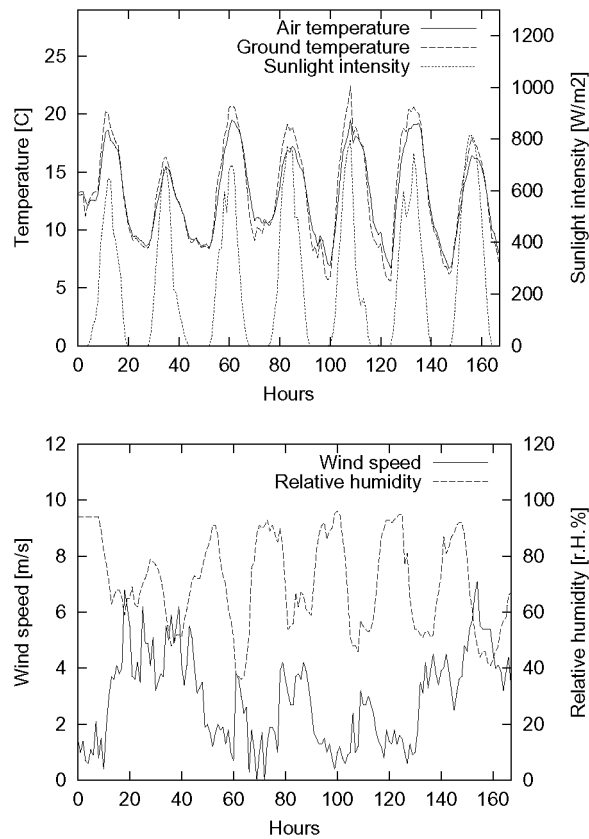 Air temperature
Ground temperature
Sunlight intensity
Temperature [C]
25
20
15
10
5
0
Sunlight intensity [W/m2]
1200
1000
800
600
400
200
0
0 20 40 60 80 100 120 140 160
Hours
Wind speed
Relative humidity
Wind speed [m/s]
12
10
8
6
4
2
0
Relative humidity [r.H.%]
120
100
80
60
40
20
0
0 20 40 60 80 100 120 140 160
Hours